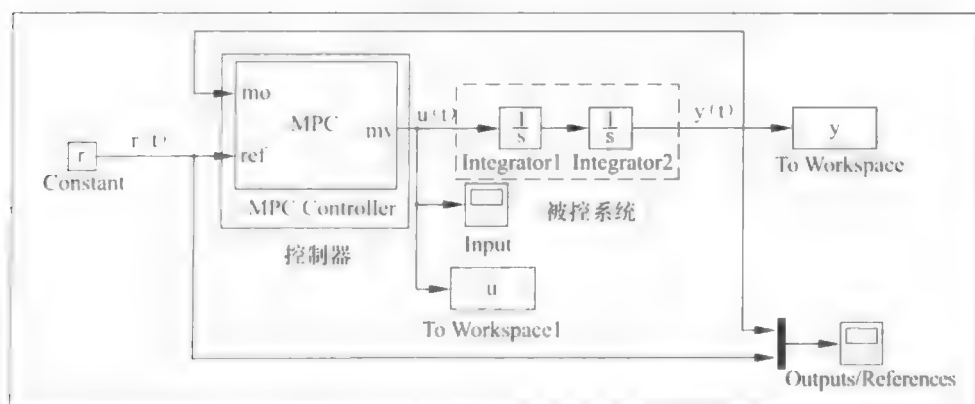 mo
MPC
mv
ref
MPC Controller
控制器
r
Constant
r(t)
u(t)
1
s
Integrator1
1
s
Integrator2
被控系统
y(t)
y
To Workspace
Input
u
To Workspace1
Outputs/References